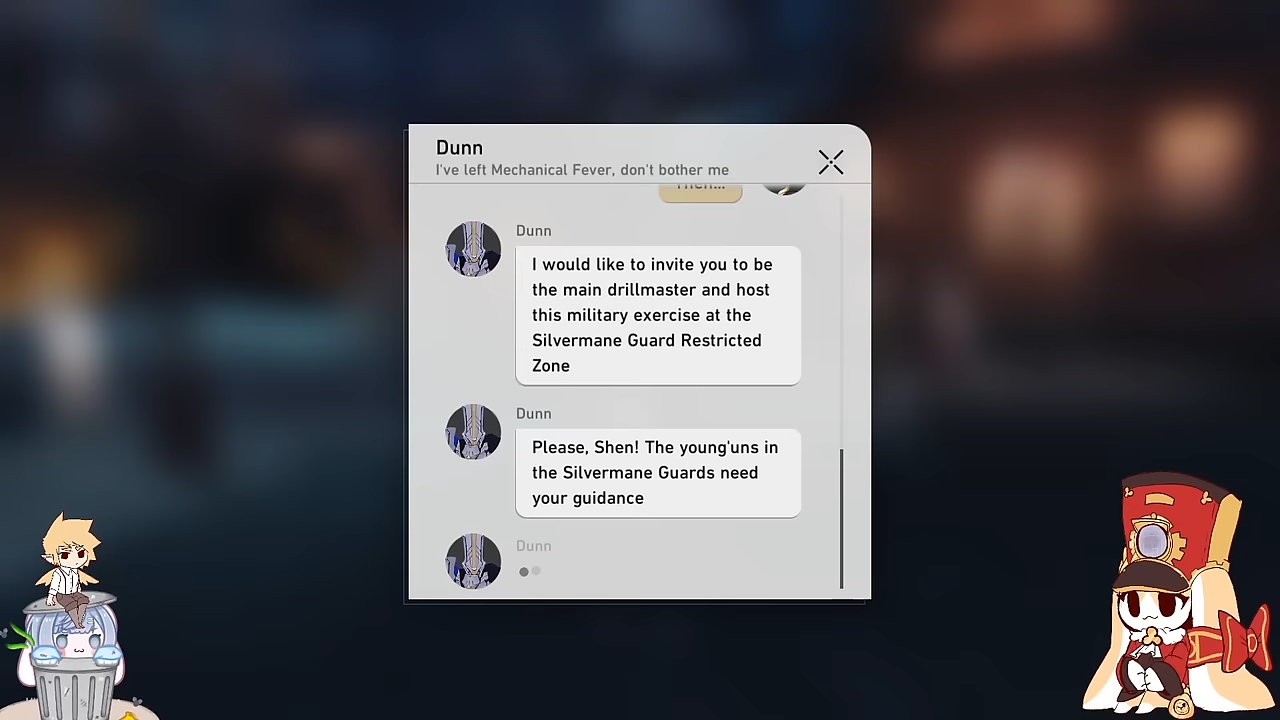 Dunn
I've left Mechanical Fever, don't bother me
Then...
Dunn
I would like to invite you to be
the main drillmaster and host
this military exercise at the
Silvermane Guard Restricted
Zone
Dunn
Please, Shen! The young'uns in
the Silvermane Guards need
your guidance
Dunn